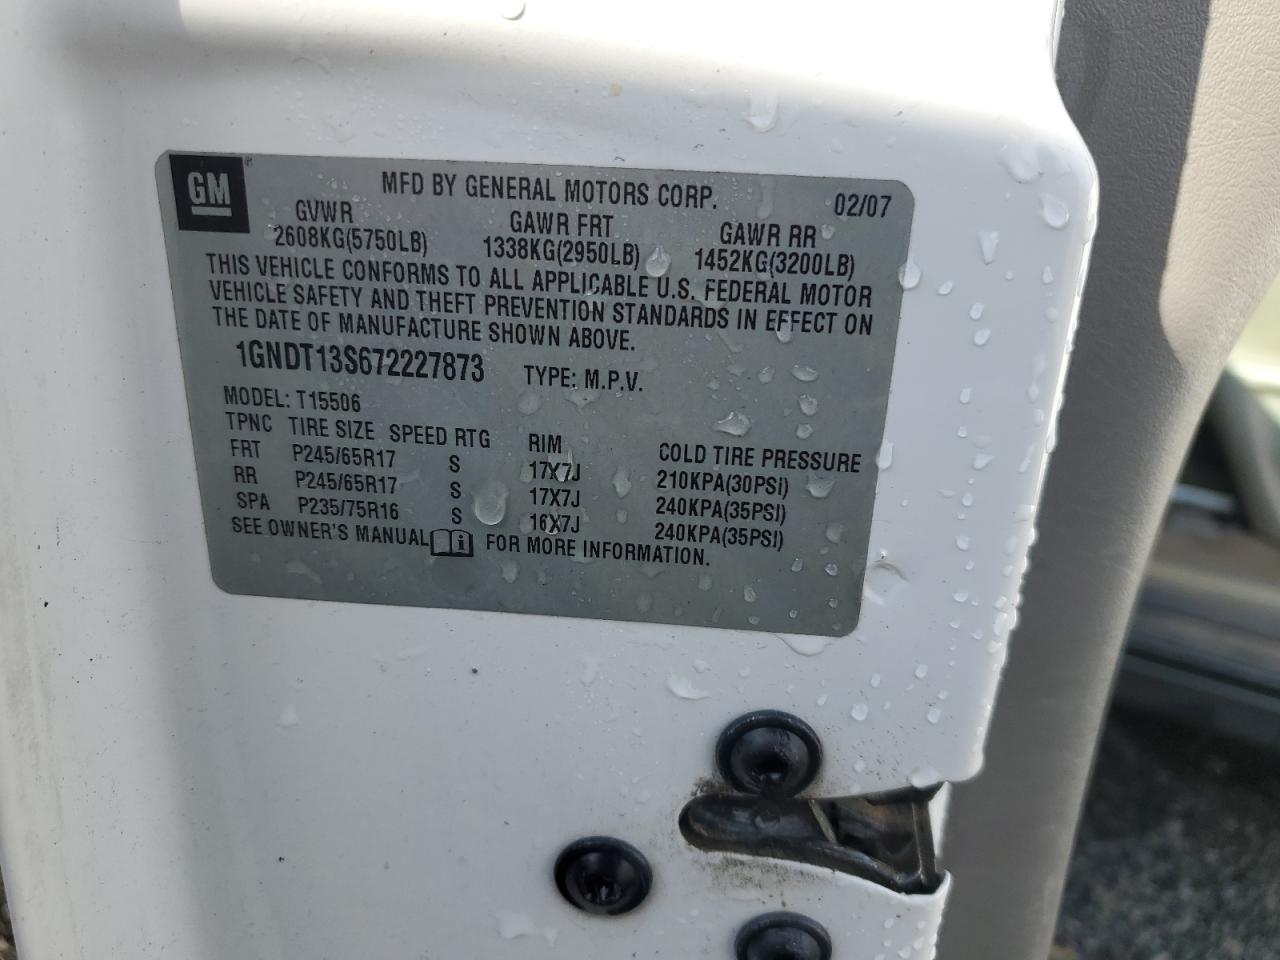 GM ®
MFD BY GENERAL MOTORS CORP. 02/07
GVWR GAWR FRT GAWR RR
2608KG(5750LB) 1338KG(2950LB) 1452KG(3200LB)
THIS VEHICLE CONFORMS TO ALL APPLICABLE U.S. FEDERAL MOTOR
VEHICLE SAFETY AND THEFT PREVENTION STANDARDS IN EFFECT ON
THE DATE OF MANUFACTURE SHOWN ABOVE.
1GNDT13S672227873 TYPE: M.P.V.
MODEL: T15506
TPNC TIRE SIZE SPEED RTG RIM COLD TIRE PRESSURE
FRT P245/65R17 S 17X7J 210KPA(30PSI)
RR P245/65R17 S 17X7J 240KPA(35PSI)
SPA P235/75R16 S 16X7J 240KPA(35PSI)
SEE OWNER'S MANUAL i FOR MORE INFORMATION.